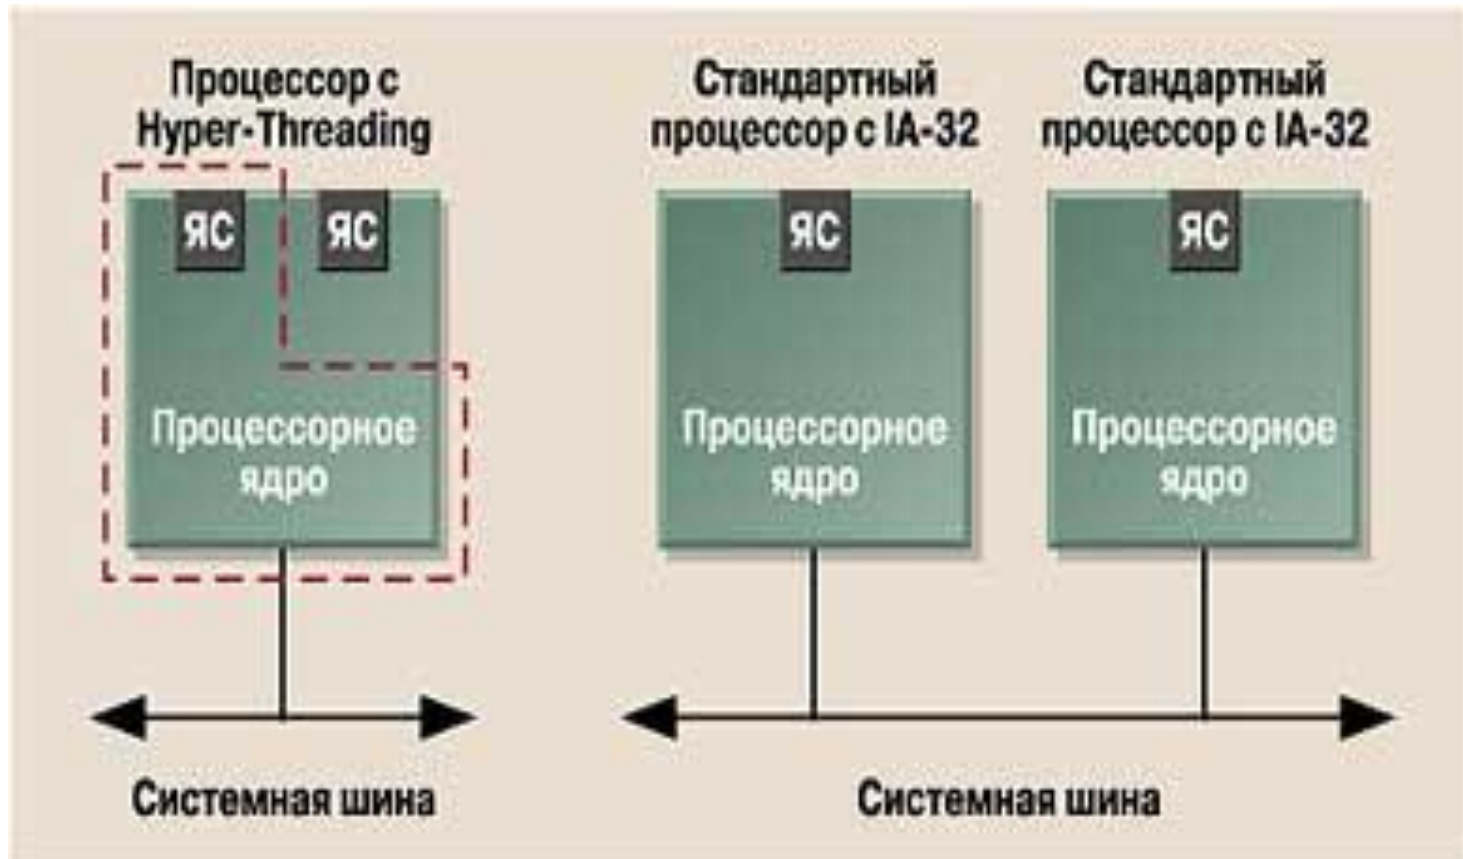 Процессор с
Hyper-Threading
ЯС
ЯС
Процессорное
ядро
Системная шина
Стандартный
процессор с IA-32
ЯС
Процессорное
ядро
Стандартный
процессор с IA-32
ЯС
Процессорное
ядро
Системная шина